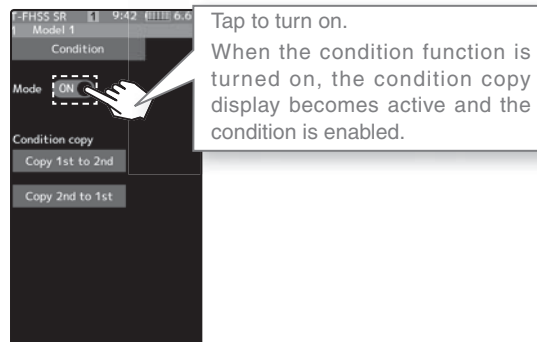 T-FHSS SR 1 9:42 6.6
1 Model 1
Condition
Tap to turn on.
When the condition function is
turned on, the condition copy
display becomes active and the
condition is enabled.
Mode ON
Condition copy
Copy 1st to 2nd
Copy 2nd to 1st